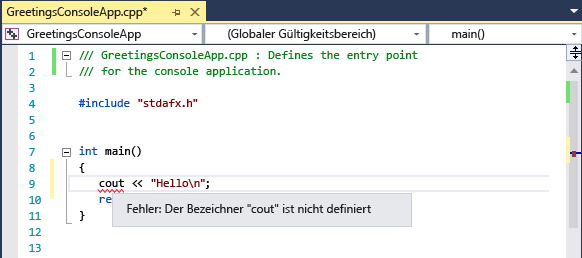 GreetingsConsoleApp.cpp*
GreetingsConsoleApp (Globaler Gültigkeitsbereich) main()
1 /// GreetingsConsoleApp.cpp : Defines the entry point
2 /// for the console application.
3
4 #include "stdafx.h"
5
6
7 int main()
8 {
9 cout << "Hello\n";
10 re
Fehler: Der Bezeichner "cout" ist nicht definiert
11 }
12
13